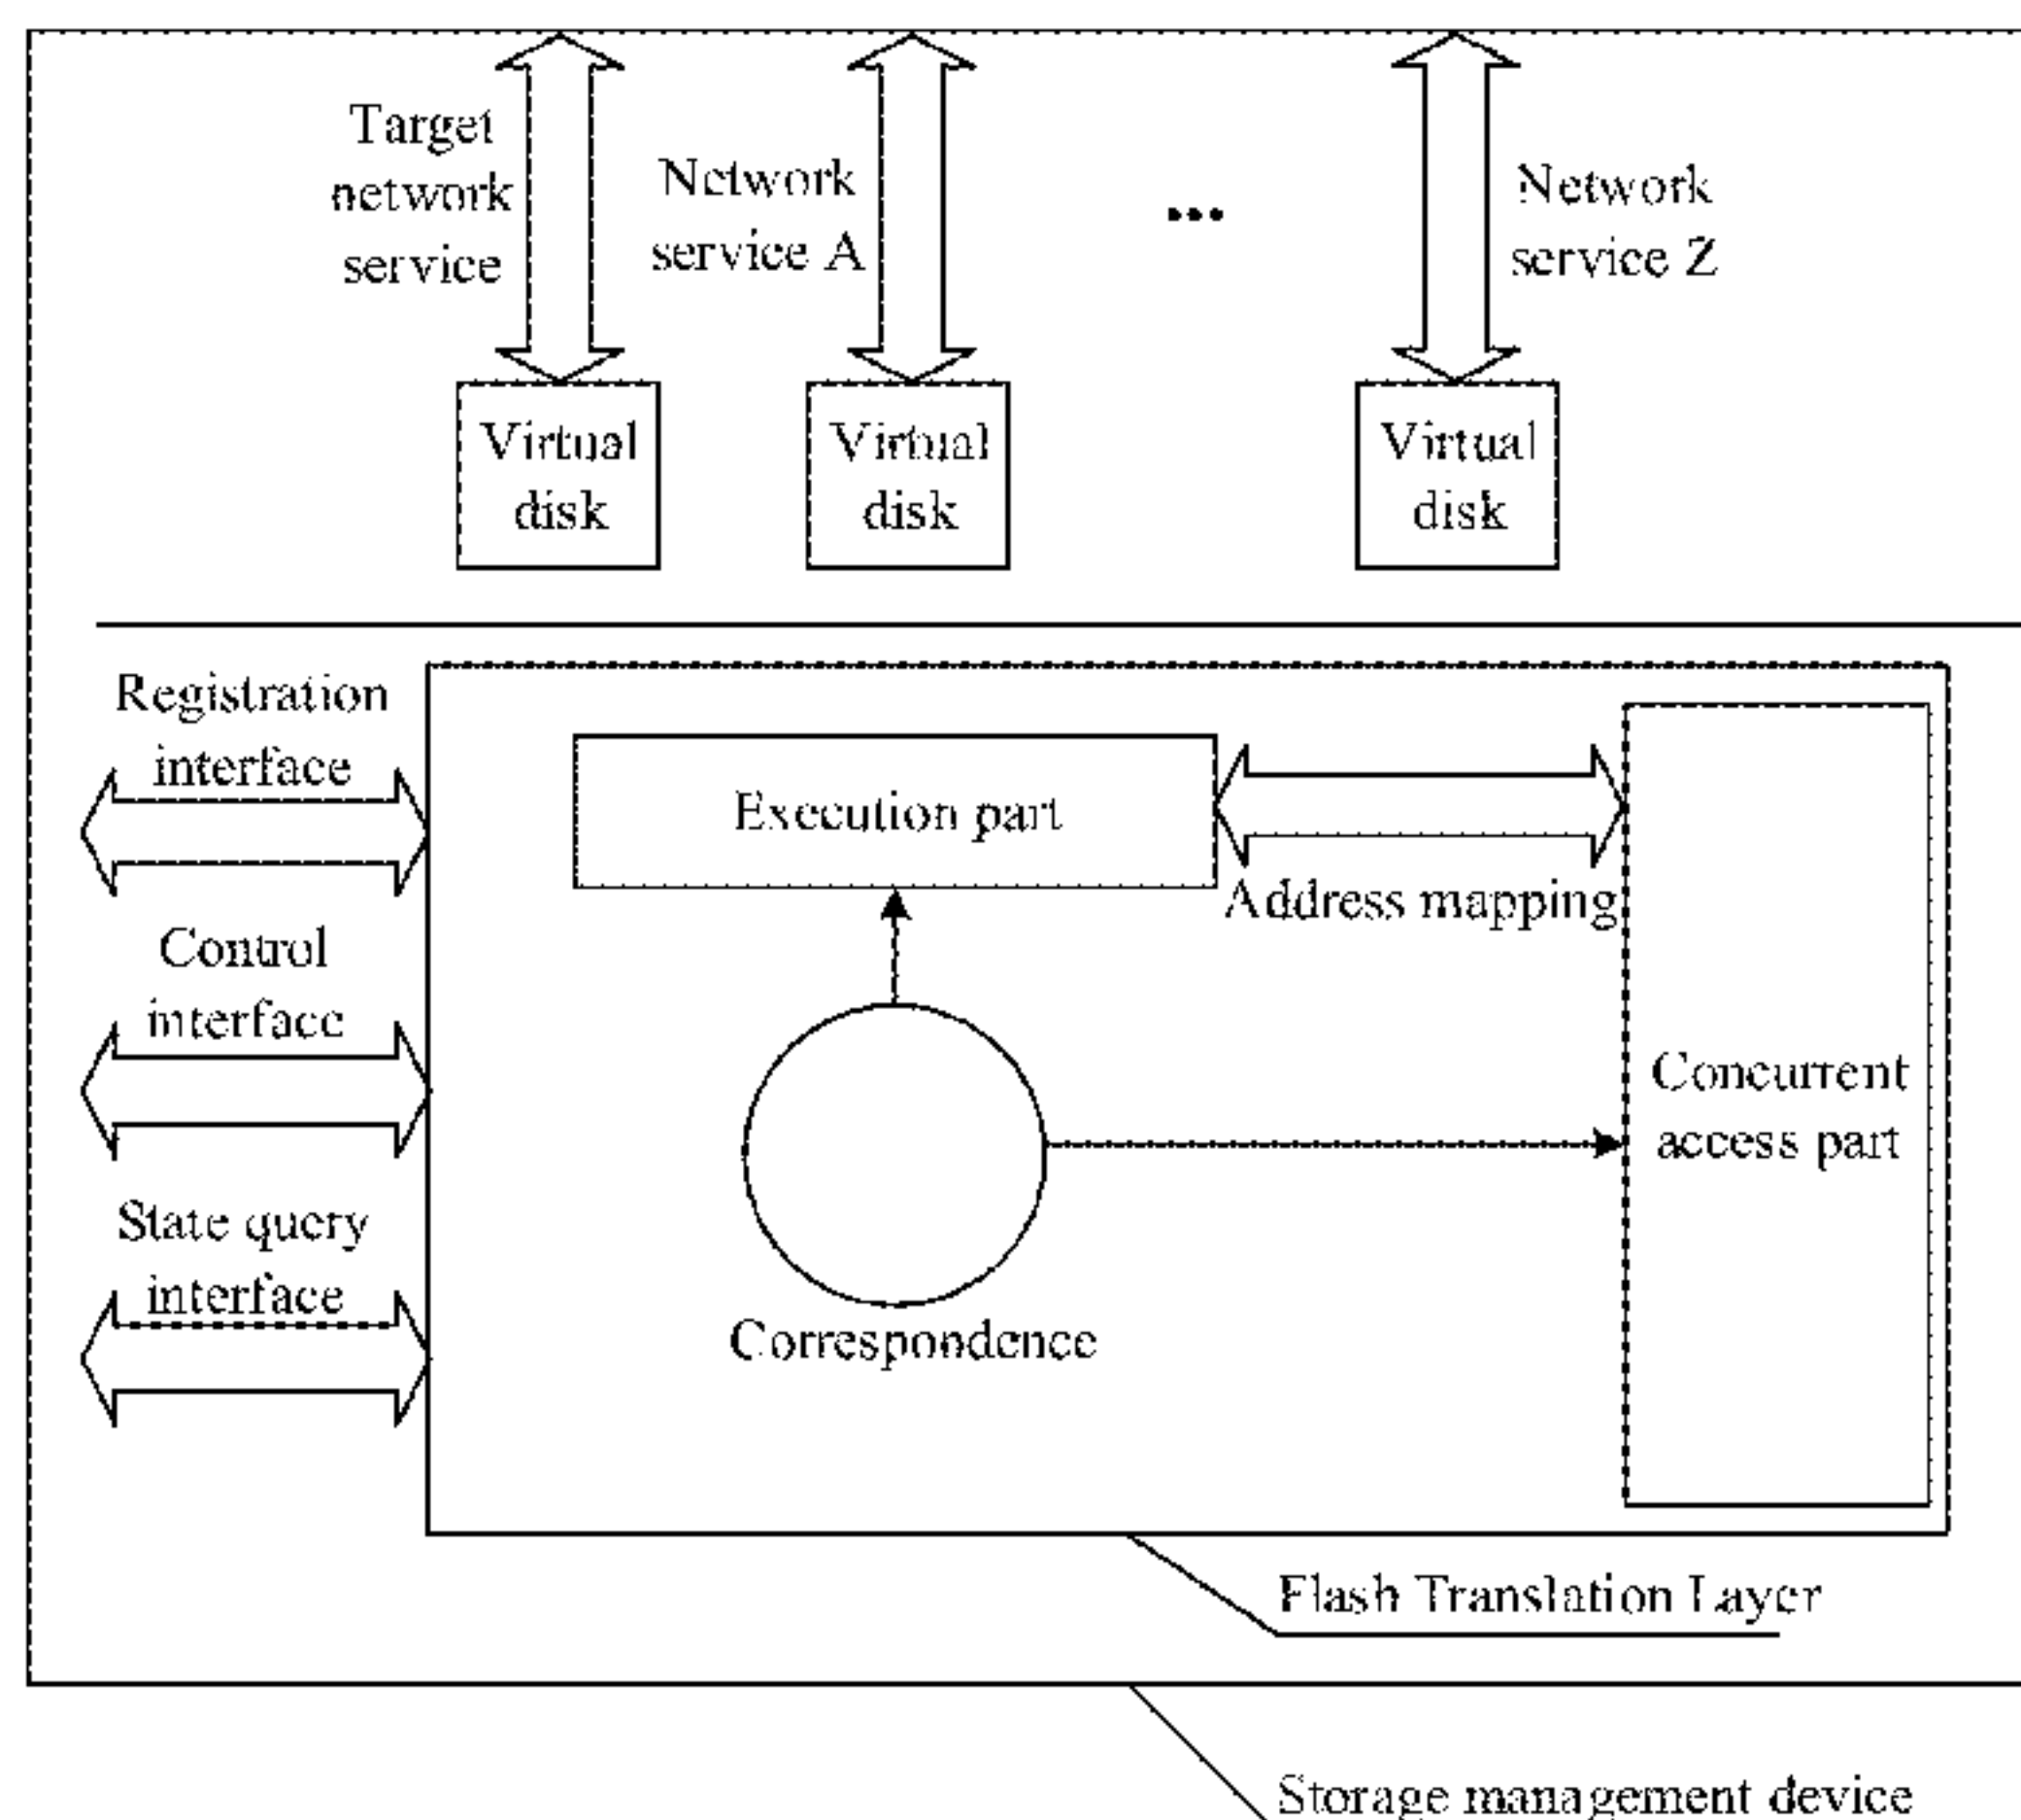 Target
network
service
Network
service A
...
Network
service Z
Virtual
disk
Virtual
disk
Virtual
disk
Registration
interface
Control
interface
State query
interface
Execution part
Address mapping
Concurrent
access part
Correspondence
Flash Translation Layer
Storage management device